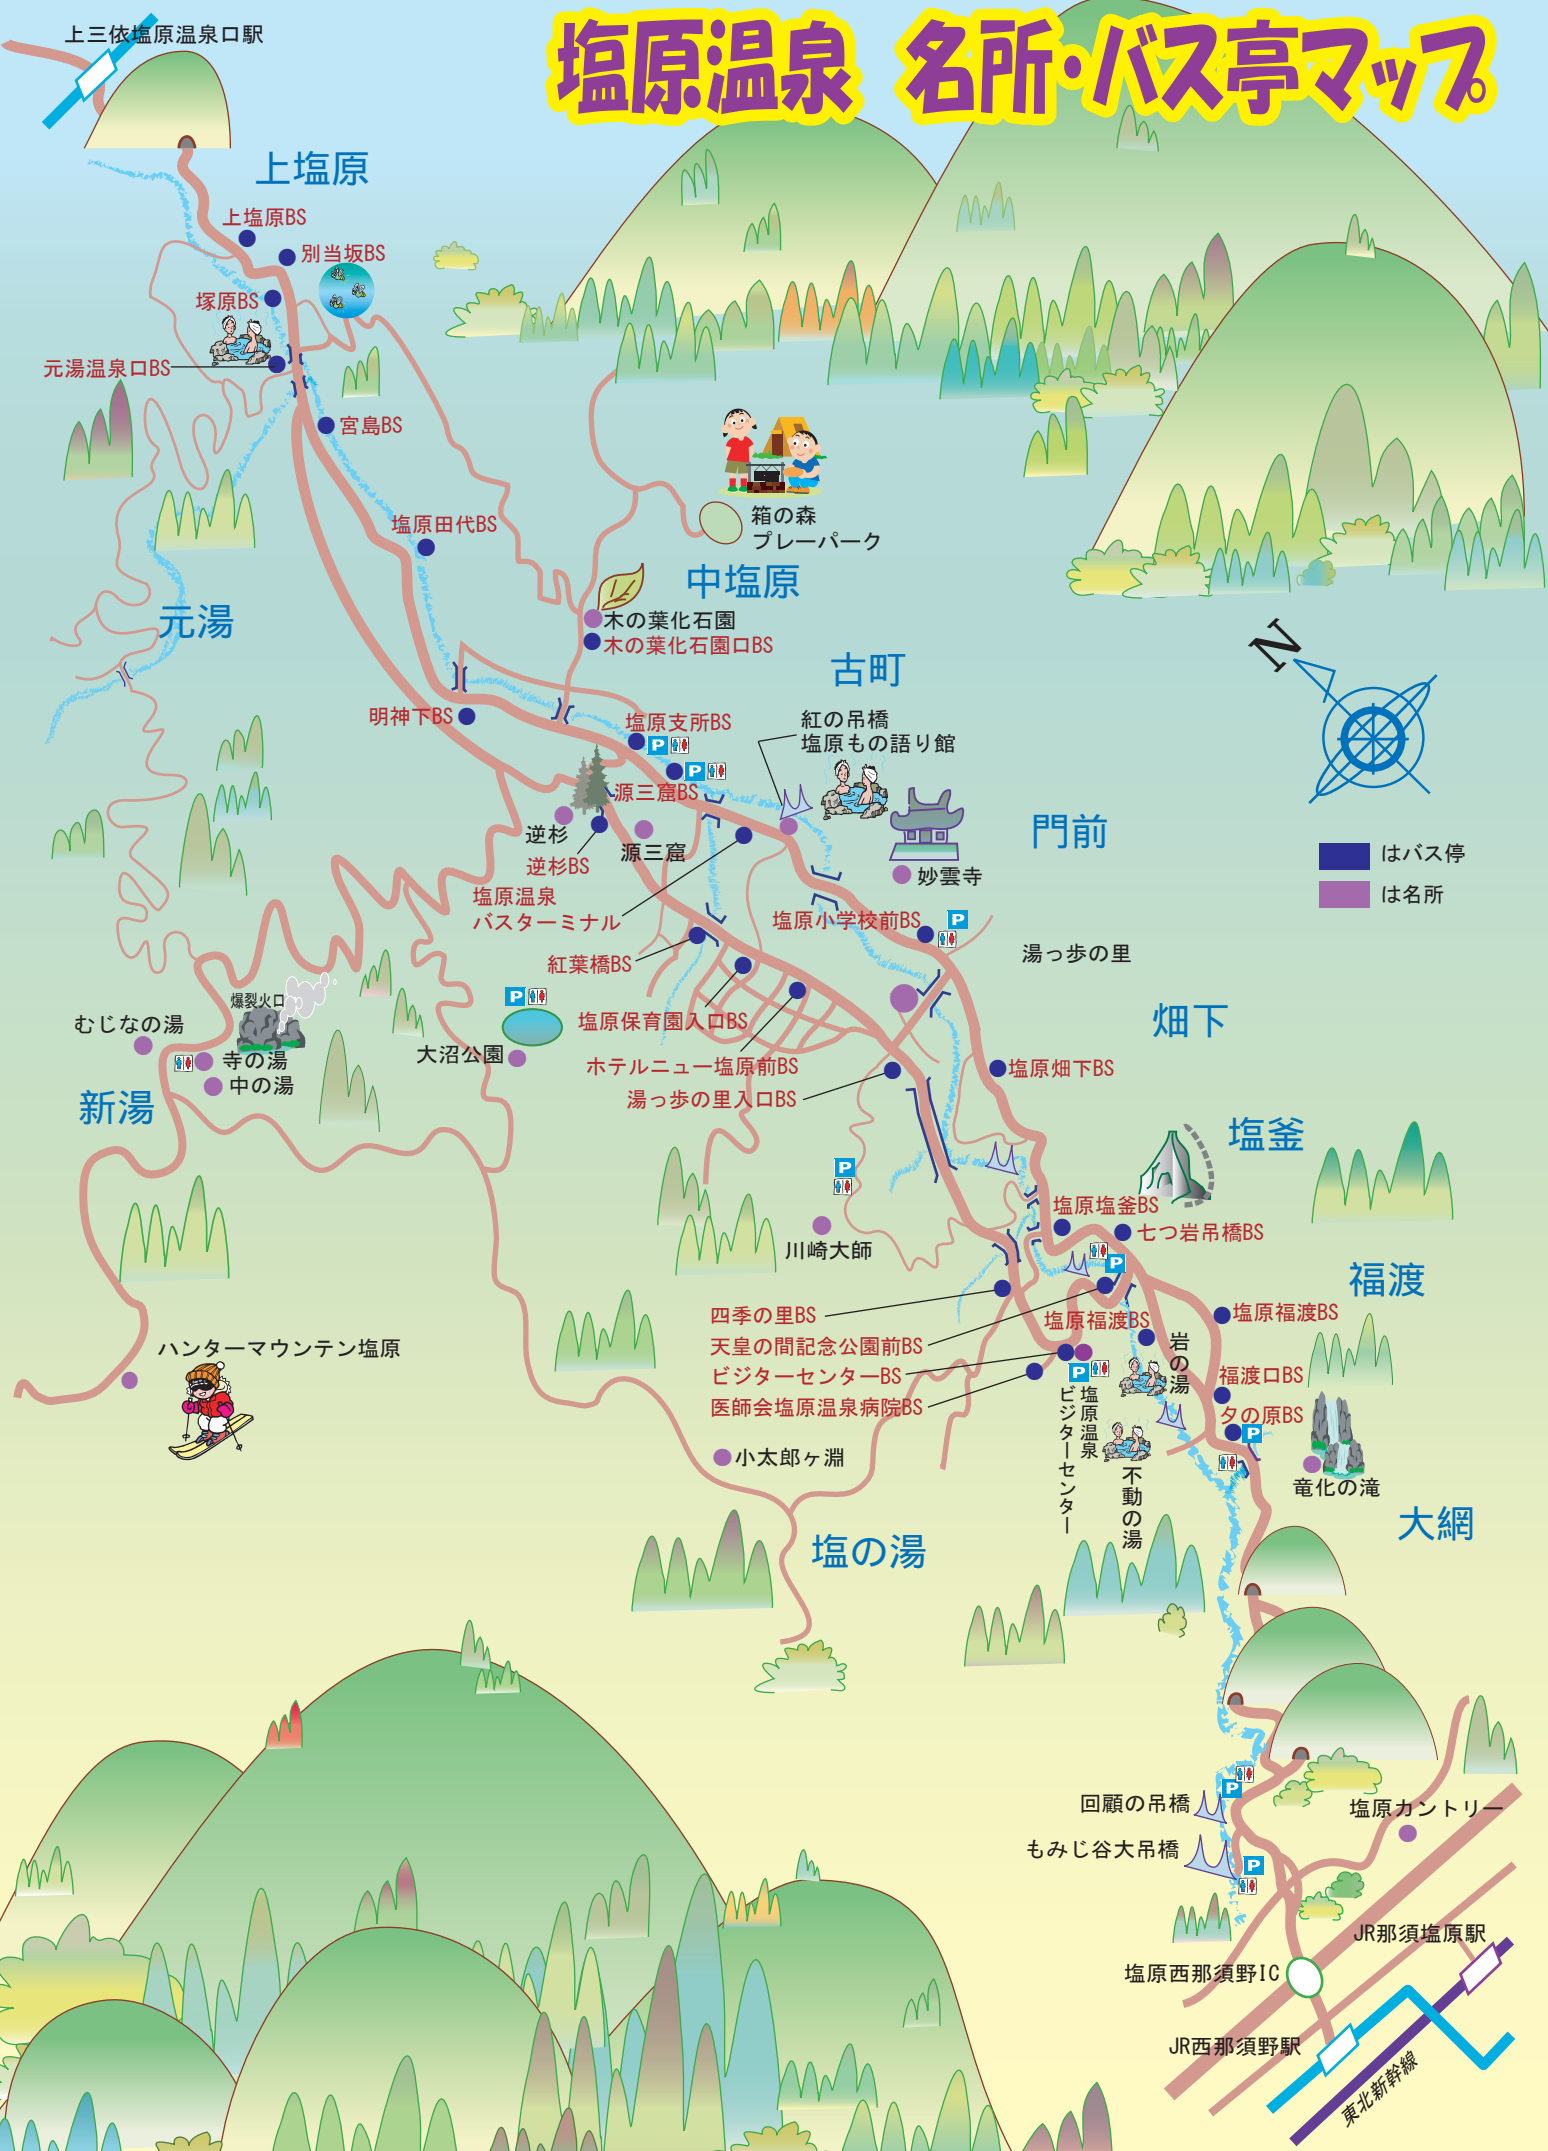 塩原温泉 名所・バス亭マップ
上三依塩原温泉口駅
上塩原
上塩原BS
別当坂BS
塚原BS
元湯温泉口BS
宮島BS
塩原田代BS
箱の森
プレーパーク
中塩原
元湯
木の葉化石園
木の葉化石園口BS
古町
N
明神下BS
塩原支所BS
P
紅の吊橋
塩原もの語り館
P
源三窟BS
逆杉
源三窟
逆杉BS
門前
はバス停
は名所
妙雲寺
塩原温泉
バスターミナル
塩原小学校前BS
P
湯っ歩の里
紅葉橋BS
爆裂火口
P
むじなの湯
塩原保育園入口BS
畑下
寺の湯
大沼公園
中の湯
ホテルニュー塩原前BS
塩原畑下BS
新湯
湯っ歩の里入口BS
塩釜
P
塩原塩釜BS
七つ岩吊橋BS
川崎大師
P
福渡
四季の里BS
塩原福渡BS
塩原福渡BS
天皇の間記念公園前BS
岩の湯
ハンターマウンテン塩原
ビジターセンターBS
P
福渡口BS
医師会塩原温泉病院BS
塩原温泉
ビジターセンター
夕の原BS
P
小太郎ヶ淵
不動の湯
竜化の滝
大網
塩の湯
P
回顧の吊橋
塩原カントリー
もみじ谷大吊橋
P
JR那須塩原駅
塩原西那須野IC
JR西那須野駅
東北新幹線